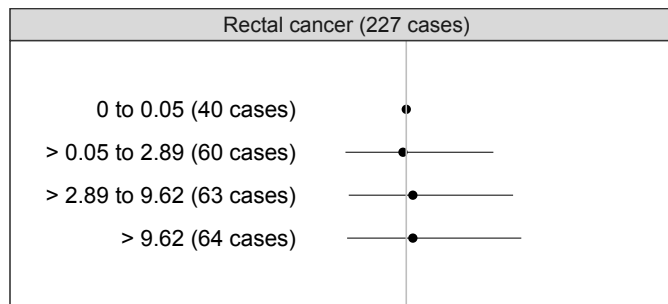 Rectal cancer (227 cases)
0 to 0.05 (40 cases)
> 0.05 to 2.89 (60 cases)
> 2.89 to 9.62 (63 cases)
> 9.62 (64 cases)